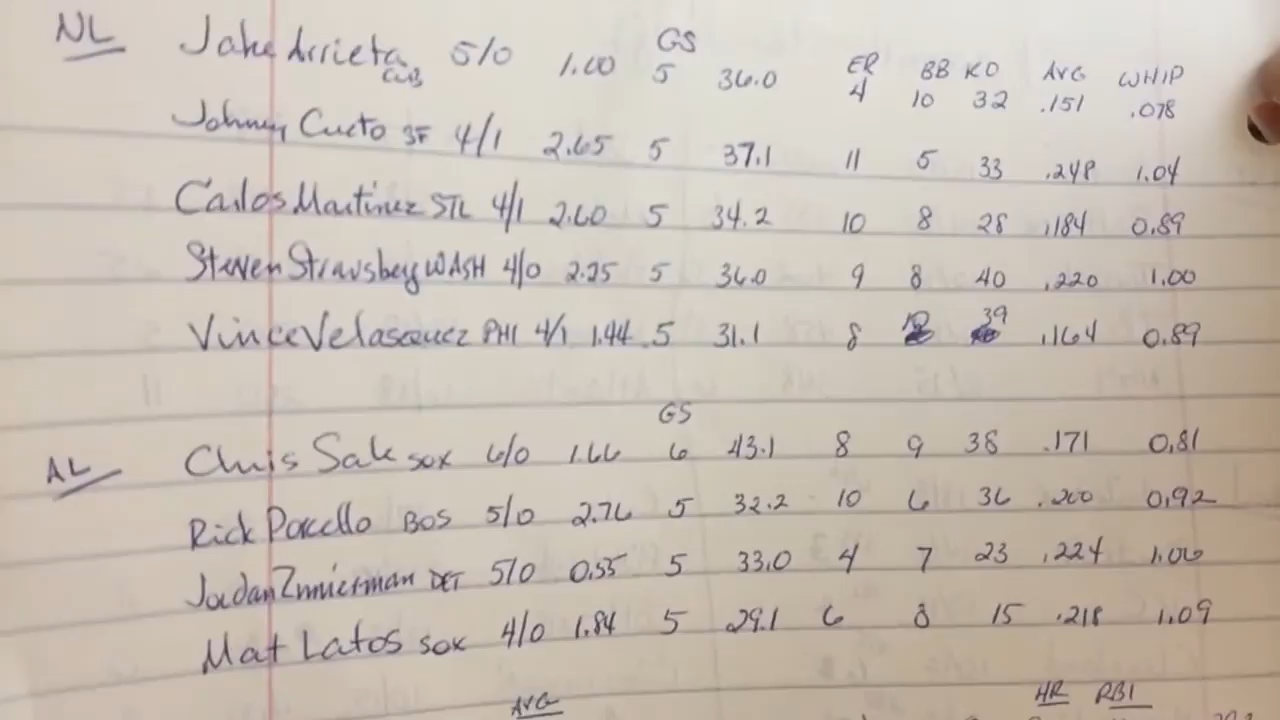 NL Jake Arrieta CUB 5/0 1.00 GS 5 36.0 ER 4 BB 10 KO 32 AVG .151 WHIP .078
Johnny Cueto SF 4/1 2.65 5 37.1 11 5 33 .248 1.04
Carlos Martinez STL 4/1 2.60 5 34.2 10 8 28 .184 0.89
Steven Strausberg WASH 4/0 2.25 5 36.0 9 8 40 .220 1.00
Vince Velasquez PHI 4/1 1.44 5 31.1 8 39 .164 0.89
GS
AL Chris Sale SOX 6/0 1.66 6 43.1 8 9 38 .171 0.81
Rick Porcello BOS 5/0 2.76 5 32.2 10 6 36 .200 0.92
Jordan Zmmierman DET 5/0 0.55 5 33.0 4 7 23 .224 1.06
Mat Latos SOX 4/0 1.84 5 29.1 6 8 15 .218 1.09
AVG HR RBI